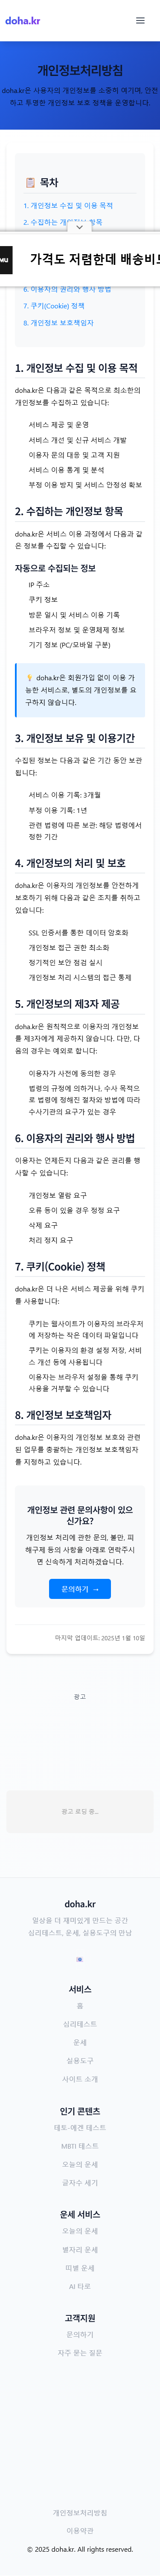 doha.kr
개인정보처리방침
doha.kr은 사용자의 개인정보를 소중히 여기며, 안전
하고 투명한 개인정보 보호 정책을 운영합니다.
📋 목차
1. 개인정보 수집 및 이용 목적
2. 수집하는 개인정보 항목
MU
가격도 저렴한데 배송비도
6. 이용자의 권리와 행사 방법
7. 쿠키(Cookie) 정책
8. 개인정보 보호책임자
1. 개인정보 수집 및 이용 목적
doha.kr은 다음과 같은 목적으로 최소한의
개인정보를 수집하고 있습니다:
서비스 제공 및 운영
서비스 개선 및 신규 서비스 개발
이용자 문의 대응 및 고객 지원
서비스 이용 통계 및 분석
부정 이용 방지 및 서비스 안정성 확보
2. 수집하는 개인정보 항목
doha.kr은 서비스 이용 과정에서 다음과 같
은 정보를 수집할 수 있습니다:
자동으로 수집되는 정보
IP 주소
쿠키 정보
방문 일시 및 서비스 이용 기록
브라우저 정보 및 운영체제 정보
기기 정보 (PC/모바일 구분)
💡 doha.kr은 회원가입 없이 이용 가
능한 서비스로, 별도의 개인정보를 요
구하지 않습니다.
3. 개인정보 보유 및 이용기간
수집된 정보는 다음과 같은 기간 동안 보관
됩니다:
서비스 이용 기록: 3개월
부정 이용 기록: 1년
관련 법령에 따른 보관: 해당 법령에서
정한 기간
4. 개인정보의 처리 및 보호
doha.kr은 이용자의 개인정보를 안전하게
보호하기 위해 다음과 같은 조치를 취하고
있습니다:
SSL 인증서를 통한 데이터 암호화
개인정보 접근 권한 최소화
정기적인 보안 점검 실시
개인정보 처리 시스템의 접근 통제
5. 개인정보의 제3자 제공
doha.kr은 원칙적으로 이용자의 개인정보
를 제3자에게 제공하지 않습니다. 다만, 다
음의 경우는 예외로 합니다:
이용자가 사전에 동의한 경우
법령의 규정에 의하거나, 수사 목적으
로 법령에 정해진 절차와 방법에 따라
수사기관의 요구가 있는 경우
6. 이용자의 권리와 행사 방법
이용자는 언제든지 다음과 같은 권리를 행
사할 수 있습니다:
개인정보 열람 요구
오류 등이 있을 경우 정정 요구
삭제 요구
처리 정지 요구
7. 쿠키(Cookie) 정책
doha.kr은 더 나은 서비스 제공을 위해 쿠키
를 사용합니다:
쿠키는 웹사이트가 이용자의 브라우저
에 저장하는 작은 데이터 파일입니다
쿠키는 이용자의 환경 설정 저장, 서비
스 개선 등에 사용됩니다
이용자는 브라우저 설정을 통해 쿠키
사용을 거부할 수 있습니다
8. 개인정보 보호책임자
doha.kr은 이용자의 개인정보 보호와 관련
된 업무를 총괄하는 개인정보 보호책임자
를 지정하고 있습니다.
개인정보 관련 문의사항이 있으
신가요?
개인정보 처리에 관한 문의, 불만, 피
해구제 등의 사항을 아래로 연락주시
면 신속하게 처리하겠습니다.
문의하기 →
마지막 업데이트: 2025년 1월 10일
광고
광고 로딩 중...
doha.kr
일상을 더 재미있게 만드는 공간
심리테스트, 운세, 실용도구의 만남
📧
서비스
홈
심리테스트
운세
실용도구
사이트 소개
인기 콘텐츠
테토-에겐 테스트
MBTI 테스트
오늘의 운세
글자수 세기
운세 서비스
오늘의 운세
별자리 운세
띠별 운세
AI 타로
고객지원
문의하기
자주 묻는 질문
개인정보처리방침
이용약관
© 2025 doha.kr. All rights reserved.